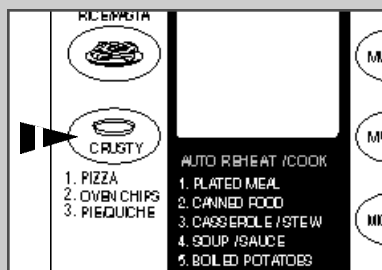 RICE/PASTA
CRUSTY
1. PIZZA
2. OVEN CHIPS
3. PIE/QUICHE
AUTO REHEAT /COOK
1. PLATED MEAL
2. CANNED FOOD
3. CASSEROLE / STEW
4. SOUP /SAUCE
5. BOILED POTATOES